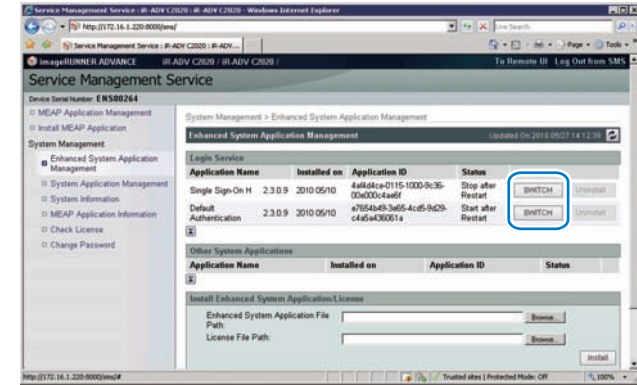 Service Management Service : iR-ADV C2020 : iR-ADV C2020 - Windows Internet Explorer
http://172.16.1.220:8000/sms/
Live Search
Service Management Service : iR-ADV C2020 : iR-ADV...
Page Tools
imageRUNNER ADVANCE iR-ADV C2020 / iR-ADV C2020 / To Remote UI Log Out from SMS
Service Management Service
Device Serial Number: ENS00264
MEAP Application Management
Install MEAP Application
System Management
Enhanced System Application Management
System Application Management
System Information
MEAP Application Information
Check License
Change Password
System Management > Enhanced System Application Management
Enhanced System Application Management Updated On:2010 05/27 14:12:38
Login Service
Application Name Installed on Application ID Status
Single Sign-On H 2.3.0.9 2010 05/10 4af4d4ce-0115-1000-9c36-00e000c4ae6f Stop after Restart SWITCH Uninstall
Default Authentication 2.3.0.9 2010 05/10 e7654b49-3e65-4cd5-9d29-c4a5a436061a Start after Restart SWITCH Uninstall
Other System Applications
Application Name Installed on Application ID Status
Install Enhanced System Application/License
Enhanced System Application File Path: Browse...
License File Path: Browse...
Install
http://172.16.1.220:8000/sms/# Trusted sites | Protected Mode: Off 100%